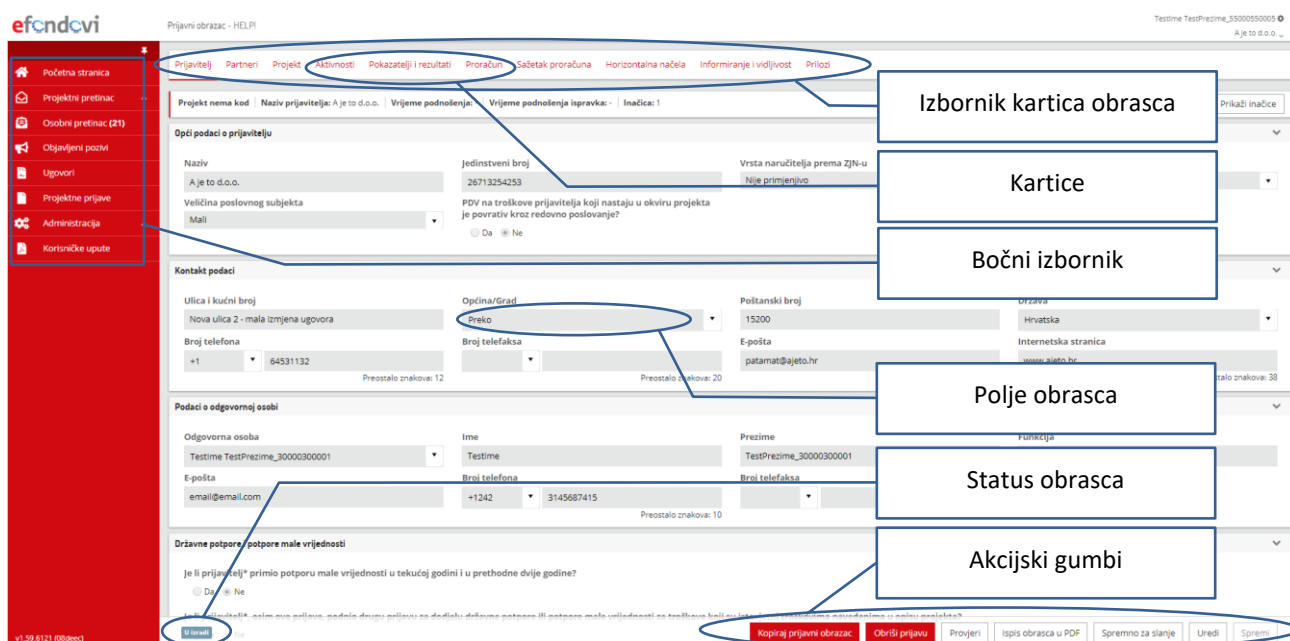 efondovi
Prijavni obrazac - HELPI
Testime TestPrezime_55000550005
A je to d.o.o.
Početna stranica
Projektni pretinac
Osobni pretinac (21)
Objavljeni pozivi
Ugovori
Projektne prijave
Administracija
Korisničke upute
Prijavitelj Partneri Projekt Aktivnosti Pokazatelji i rezultati Proračun Sažetak proračuna Horizontalna načela Informiranje i vidljivost Prilozi
Izbornik kartica obrasca
Projekt nema kod Naziv prijavitelja: A je to d.o.o. Vrijeme podnošenja: - Vrijeme podnošenja ispravka: - Inačica: 1
Prikaži inačice
Opći podaci o prijavitelju
Naziv Jedinstveni broj Vrsta naručitelja prema ZJN-u
A je to d.o.o. 26713254253 Nije primjenjivo
Kartice
Veličina poslovnog subjekta PDV na troškove prijavitelja koji nastaju u okviru projekta
je povrativ kroz redovno poslovanje?
Mali
Da Ne
Bočni izbornik
Kontakt podaci
Ulica i kućni broj Općina/Grad Poštanski broj Država
Nova ulica 2 - mala izmjena ugovora Preko 15200 Hrvatska
Broj telefona Broj telefaksa E-pošta Internetska stranica
+1 64531132 patamat@ajeto.hr www.ajeto.hr
Preostalo znakova: 12 Preostalo znakova: 20 znakova: 38
Polje obrasca
Podaci o odgovornoj osobi
Odgovorna osoba Ime Prezime Funkcija
Testime TestPrezime_30000300001 Testime TestPrezime_30000300001
E-pošta Broj telefona Broj telefaksa
email@email.com +1242 3145687415
Preostalo znakova: 10
Status obrasca
Državne potpore/potpore male vrijednosti
Je li prijavitelj* primio potporu male vrijednosti u tekućoj godini i u prethodne dvije godine?
Da Ne
Akcijski gumbi
U izradi
Kopiraj prijavni obrazac Obriši prijavu Provjeri Ispis obrasca u PDF Spremno za slanje Uredi Spremi
v1.59.6121 (08deec)